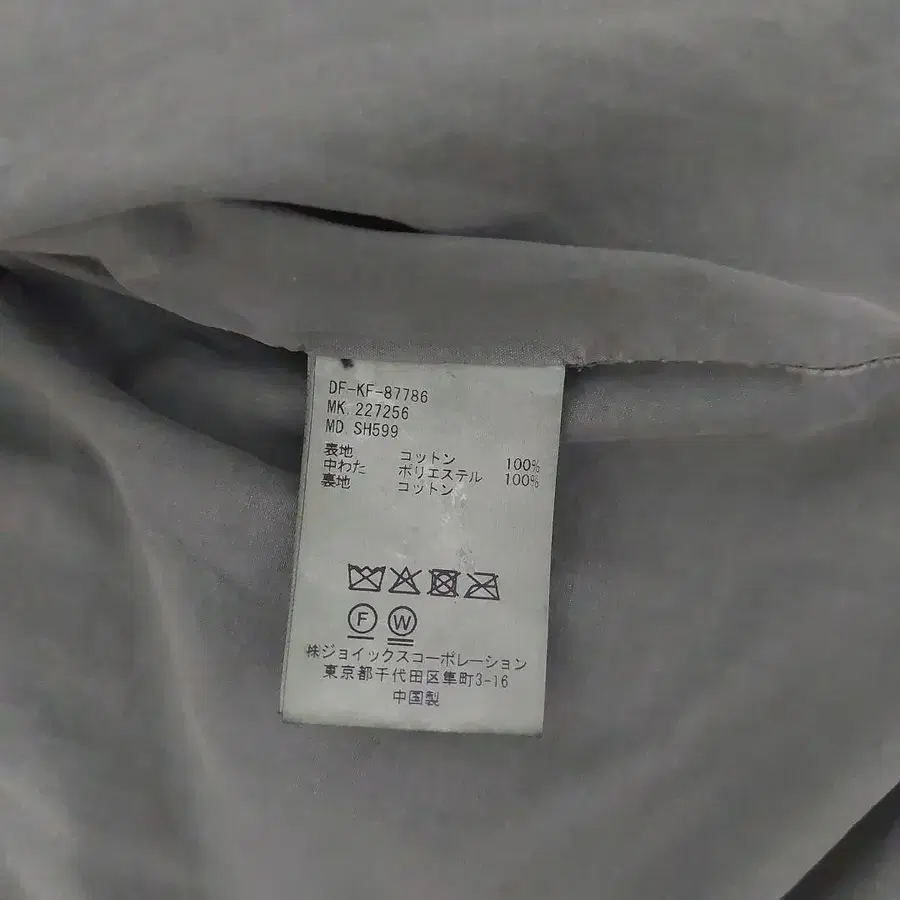 DF-KF-87786
MK. 227256
MD. SH599
表地 コットン 100%
中わた ポリエステル 100%
裏地 コットン
F W
株ジョイックスコーポレーション
東京都千代田区隼町3-16
中国製